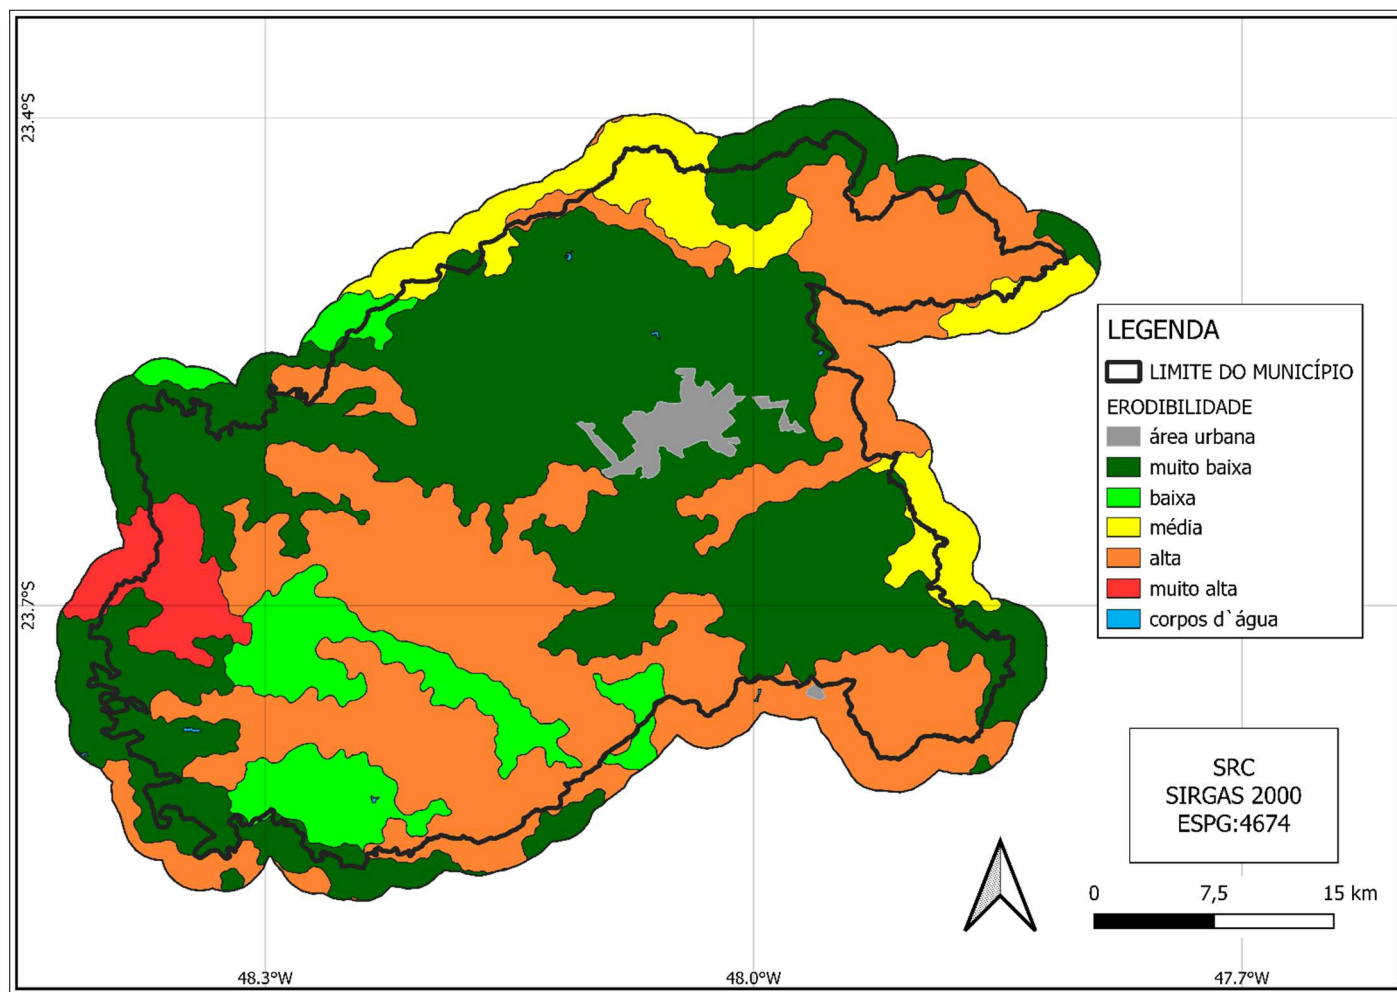 23.4°S
23.7°S
LEGENDA
LIMITE DO MUNICÍPIO
ERODIBILIDADE
área urbana
muito baixa
baixa
média
alta
muito alta
corpos d`água
SRC
SIRGAS 2000
ESPG:4674
0 7,5 15 km
48.3°W 48.0°W 47.7°W